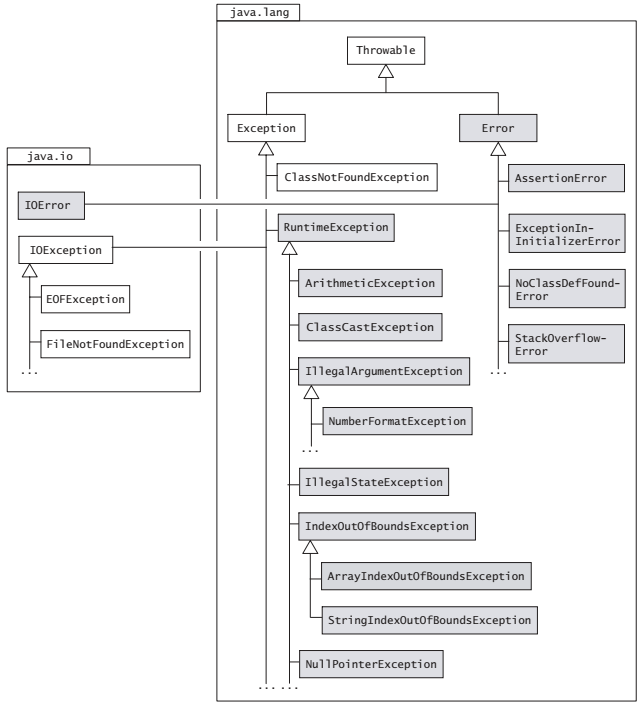 java.lang
Throwable
Exception
Error
java.io
ClassNotFoundException
AssertionError
IOError
RuntimeException
ExceptionIn-
InitializerError
IOException
ArithmeticException
NoClassDefFound-
Error
EOFException
ClassCastException
StackOverflow-
Error
FileNotFoundException
...
IllegalArgumentException
...
NumberFormatException
...
IllegalStateException
IndexOutOfBoundsException
ArrayIndexOutOfBoundsException
StringIndexOutOfBoundsException
NullPointerException
... ...